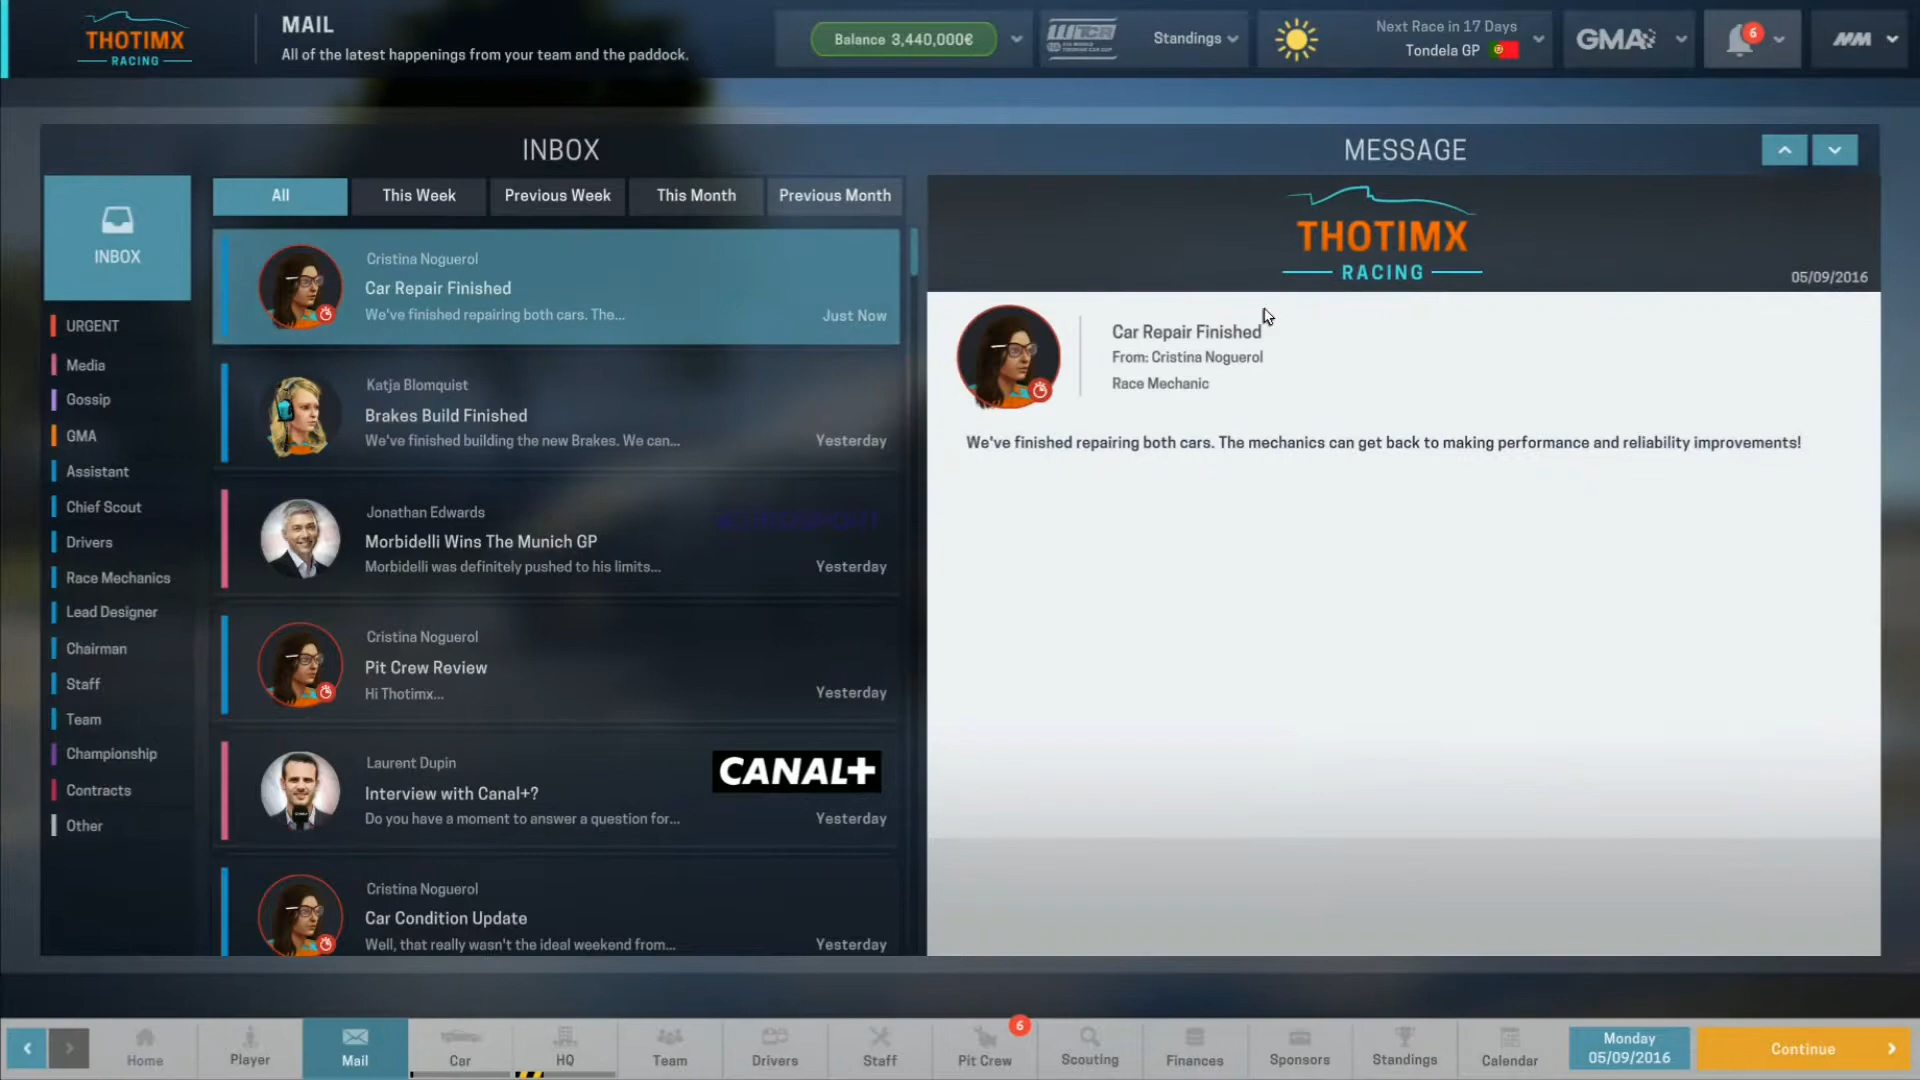 THOTIMX
RACING
MAIL
All of the latest happenings from your team and the paddock.
Balance 3,440,000€
WTCR
Standings
Next Race in 17 Days
Tondela GP
GMA
6
INBOX
MESSAGE
INBOX
URGENT
Media
Gossip
GMA
Assistant
Chief Scout
Drivers
Race Mechanics
Lead Designer
Chairman
Staff
Team
Championship
Contracts
Other
All
This Week
Previous Week
This Month
Previous Month
Cristina Noguerol
Car Repair Finished
We've finished repairing both cars. The...
Just Now
Katja Blomquist
Brakes Build Finished
We've finished building the new Brakes. We can...
Yesterday
Jonathan Edwards
Morbidelli Wins The Munich GP
Morbidelli was definitely pushed to his limits...
Yesterday
Cristina Noguerol
Pit Crew Review
Hi Thotimx...
Yesterday
Laurent Dupin
Interview with Canal+?
Do you have a moment to answer a question for...
CANAL+
Yesterday
Cristina Noguerol
Car Condition Update
Well, that really wasn't the ideal weekend from...
Yesterday
THOTIMX
RACING
05/09/2016
Car Repair Finished
From: Cristina Noguerol
Race Mechanic
We've finished repairing both cars. The mechanics can get back to making performance and reliability improvements!
Home
Player
Mail
Car
HQ
Team
Drivers
Staff
6
Pit Crew
Scouting
Finances
Sponsors
Standings
Calendar
Monday
05/09/2016
Continue